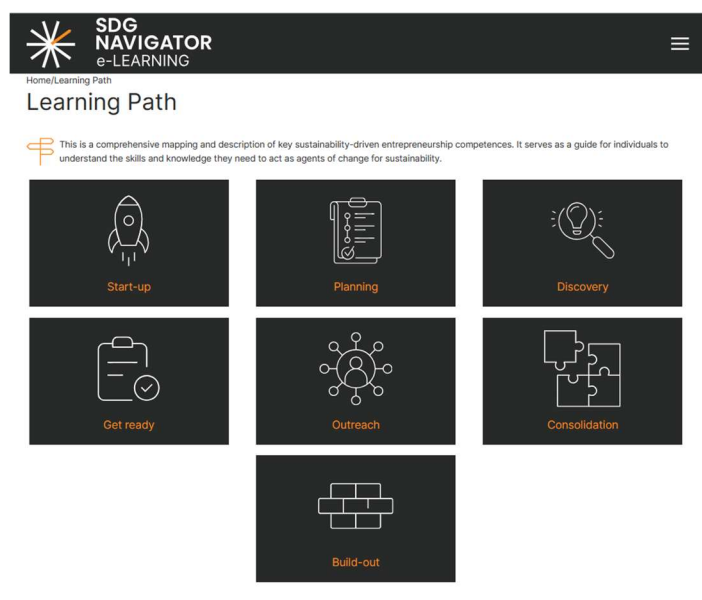 SDG
NAVIGATOR
e-LEARNING
Home/Learning Path
Learning Path
This is a comprehensive mapping and description of key sustainability-driven entrepreneurship competences. It serves as a guide for individuals to
understand the skills and knowledge they need to act as agents of change for sustainability.
Start-up
Planning
Discovery
Get ready
Outreach
Consolidation
Build-out